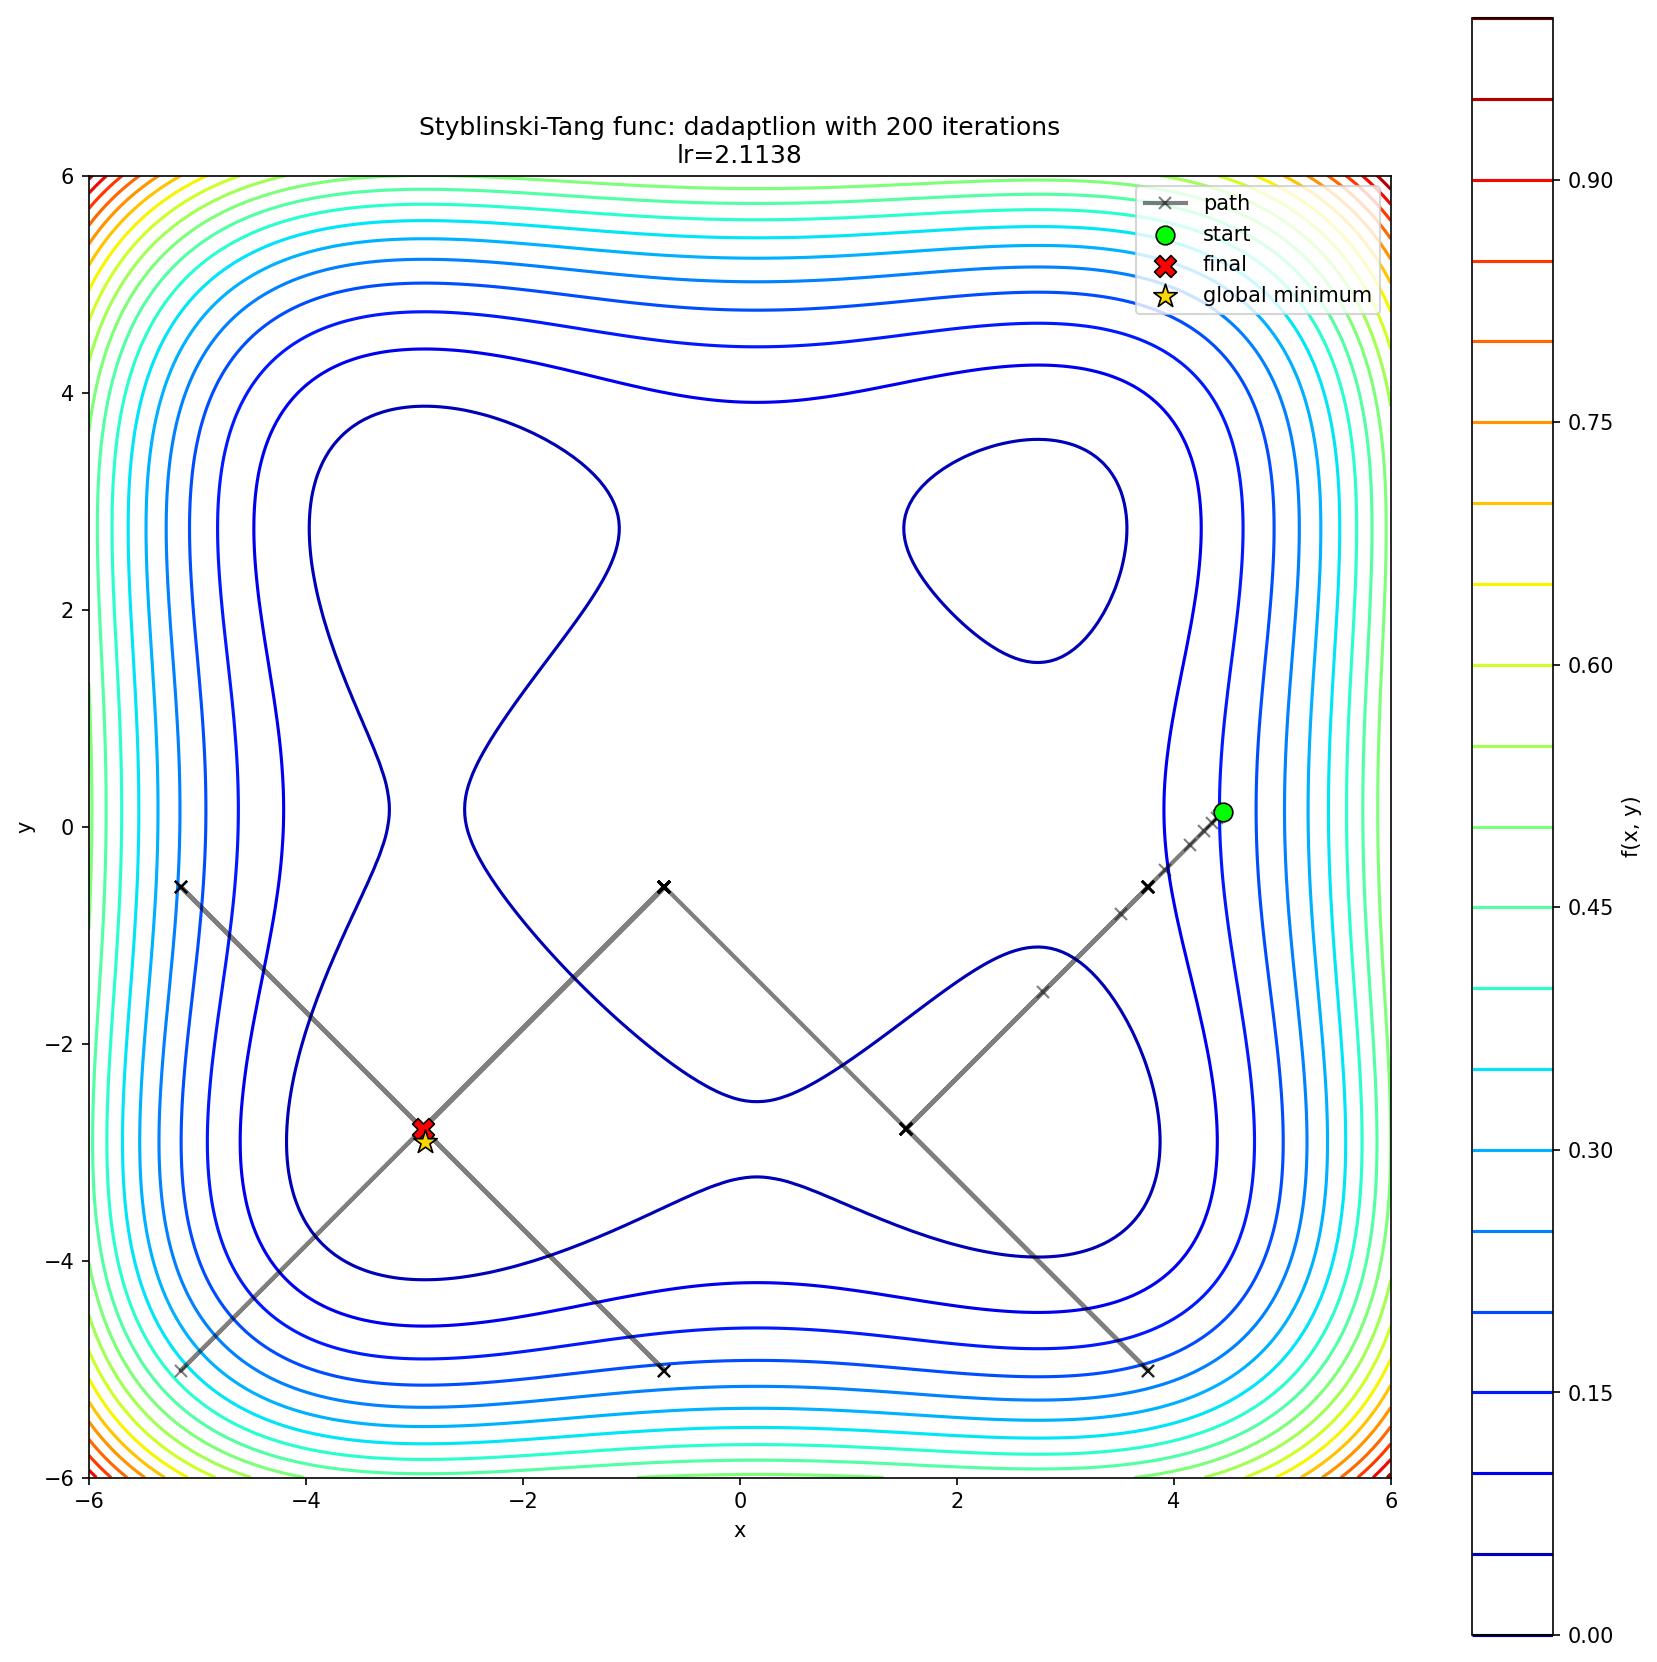 Styblinski-Tang func: dadaptlion with 200 iterations
lr=2.1138
path
start
final
global minimum
6
4
2
0
−2
−4
−6
y
−6
−4
−2
0
2
4
6
x
0.90
0.75
0.60
0.45
0.30
0.15
0.00
f(x, y)